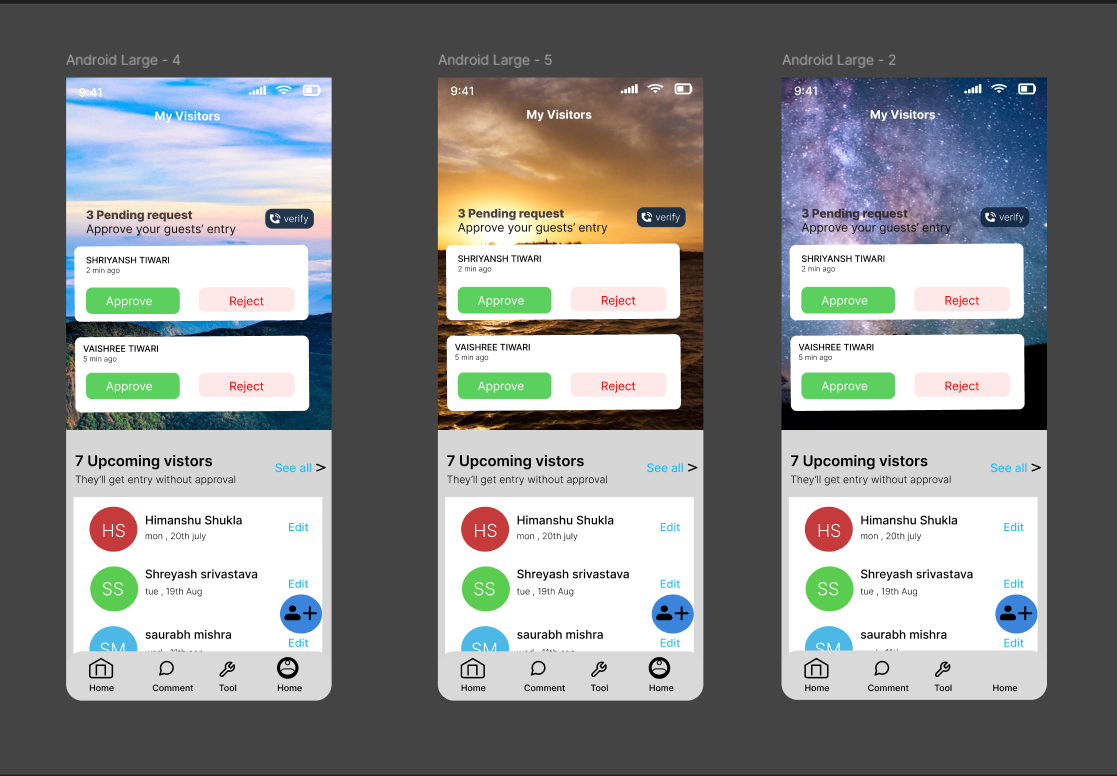 Android Large - 4
9:41
My Visitors
3 Pending request
Approve your guests’ entry
verify
SHRIYANSH TIWARI
2 min ago
Approve
Reject
VAISHREE TIWARI
5 min ago
Approve
Reject
7 Upcoming vistors
They’ll get entry without approval
See all >
HS
Himanshu Shukla
mon , 20th july
Edit
SS
Shreyash srivastava
tue , 19th Aug
Edit
SM
saurabh mishra
Edit
Home
Comment
Tool
Home
Android Large - 5
9:41
My Visitors
3 Pending request
Approve your guests’ entry
verify
SHRIYANSH TIWARI
2 min ago
Approve
Reject
VAISHREE TIWARI
5 min ago
Approve
Reject
7 Upcoming vistors
They’ll get entry without approval
See all >
HS
Himanshu Shukla
mon , 20th july
Edit
SS
Shreyash srivastava
tue , 19th Aug
Edit
SM
saurabh mishra
Edit
Home
Comment
Tool
Home
Android Large - 2
9:41
My Visitors
3 Pending request
Approve your guests’ entry
verify
SHRIYANSH TIWARI
2 min ago
Approve
Reject
VAISHREE TIWARI
5 min ago
Approve
Reject
7 Upcoming vistors
They’ll get entry without approval
See all >
HS
Himanshu Shukla
mon , 20th july
Edit
SS
Shreyash srivastava
tue , 19th Aug
Edit
SM
saurabh mishra
Edit
Home
Comment
Tool
Home